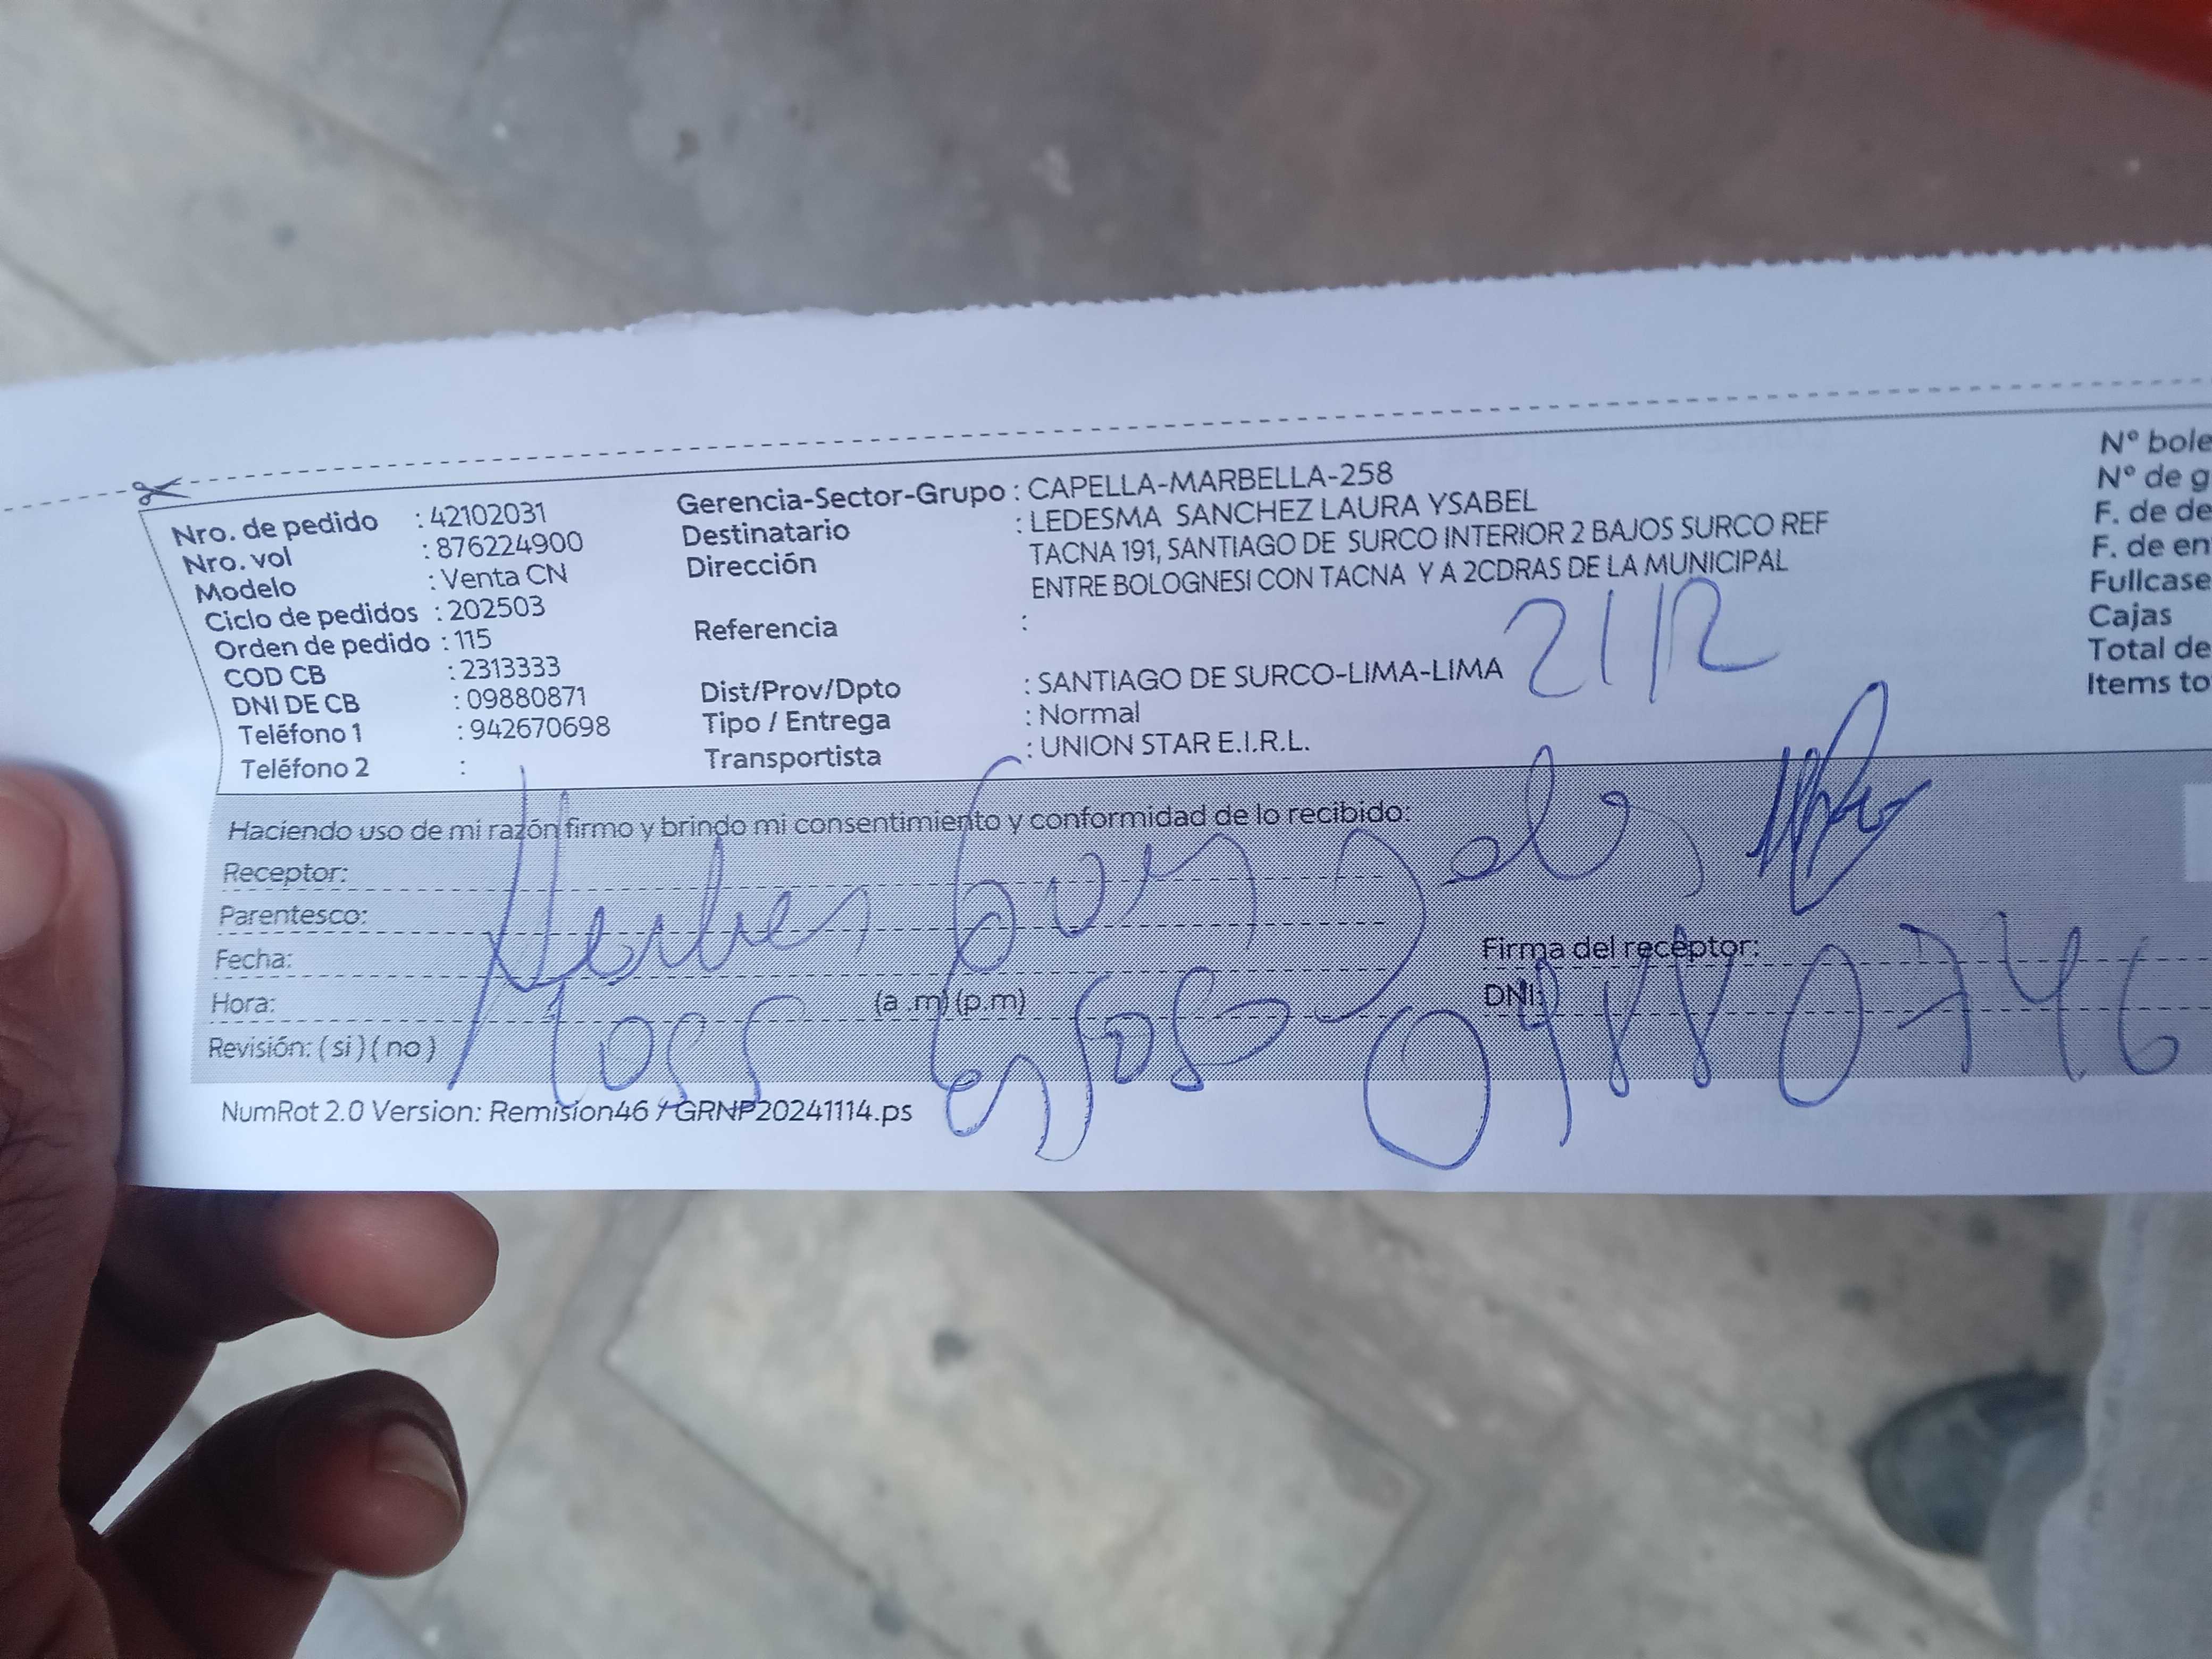 Nro. de pedido : 42102031
Nro. vol : 876224900
Modelo : Venta CN
Ciclo de pedidos : 202503
Orden de pedido : 115
COD CB : 2313333
DNI DE CB : 09880871
Teléfono 1 : 942670698
Teléfono 2 :
Gerencia-Sector-Grupo : CAPELLA-MARBELLA-258
Destinatario : LEDESMA SANCHEZ LAURA YSABEL
Dirección TACNA 191, SANTIAGO DE SURCO INTERIOR 2 BAJOS SURCO REF
ENTRE BOLOGNESI CON TACNA Y A 2CDRAS DE LA MUNICIPAL
Referencia :
Dist/Prov/Dpto : SANTIAGO DE SURCO-LIMA-LIMA
Tipo / Entrega : Normal
Transportista : UNION STAR E.I.R.L.
21/12
Nº bole
Nº de g
F. de de
F. de en
Fullcase
Cajas
Total de
Items to
Haciendo uso de mi razón firmo y brindo mi consentimiento y conformidad de lo recibido:
Receptor:
Parentesco:
Fecha:
Hora: (a .m) (p.m)
Revisión: ( si ) ( no )
Firma del receptor:
DNI: 09880746
esposo
NumRot 2.0 Version: Remision46 / GRNP20241114.ps